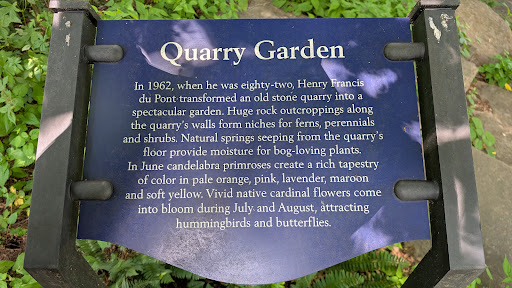 Quarry Garden
In 1962, when he was eighty-two, Henry Francis
du Pont transformed an old stone quarry into a
spectacular garden. Huge rock outcroppings along
the quarry's walls form niches for ferns, perennials
and shrubs. Natural springs seeping from the quarry's
floor provide moisture for bog-loving plants.
In June candelabra primroses create a rich tapestry
of color in pale orange, pink, lavender, maroon
and soft yellow. Vivid native cardinal flowers come
into bloom during July and August, attracting
hummingbirds and butterflies.